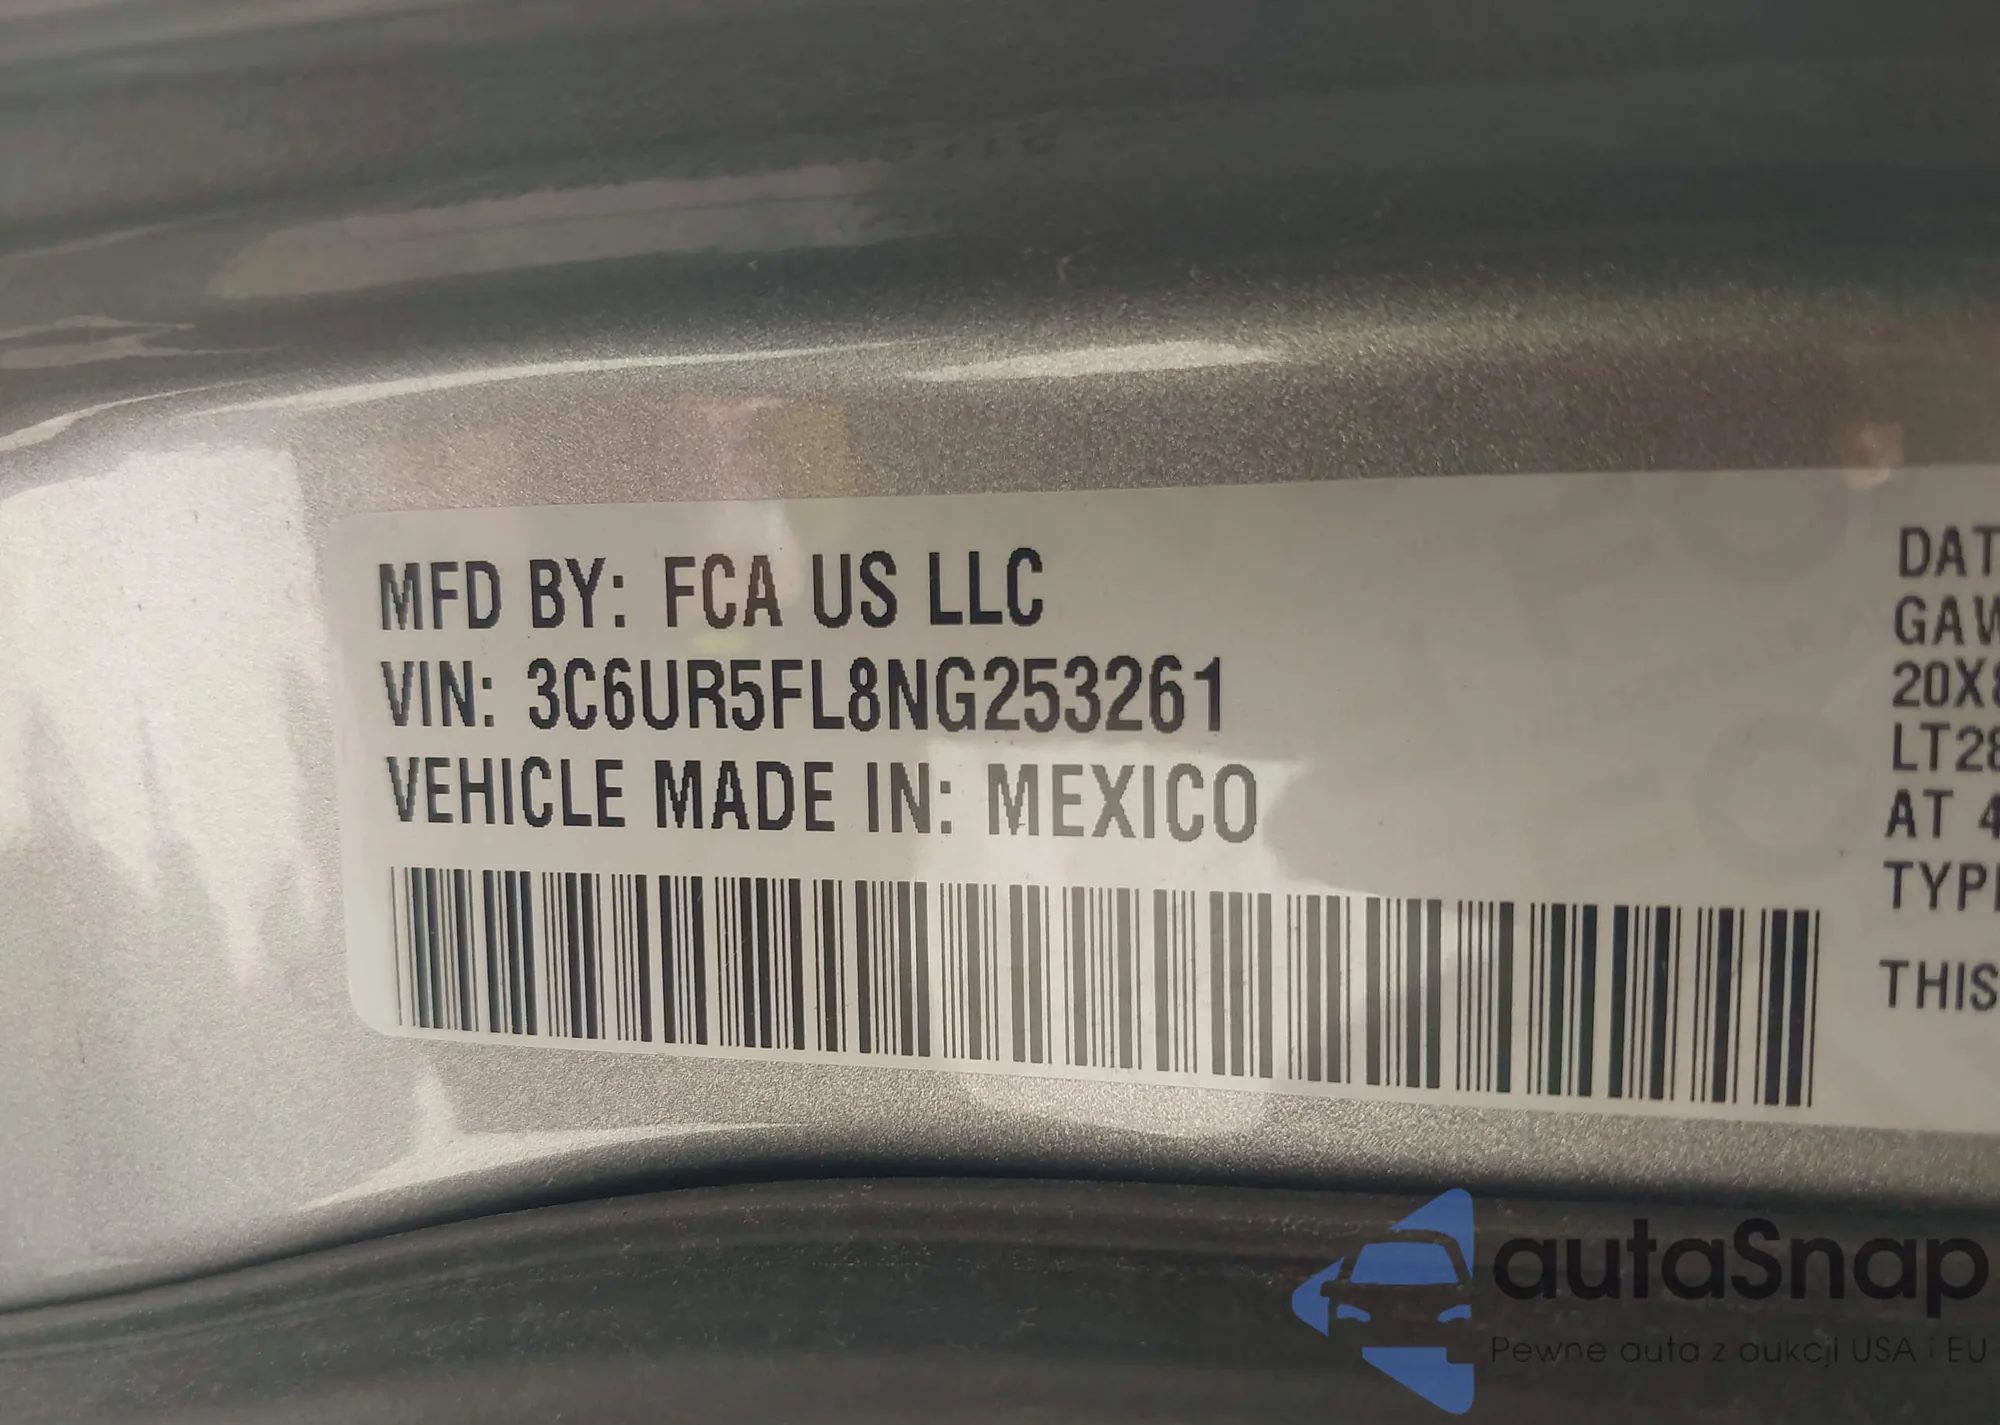 MFD BY: FCA US LLC
VIN: 3C6UR5FL8NG253261
VEHICLE MADE IN: MEXICO
DAT
GAW
20X8
LT28
AT 4
TYPE
THIS
autaSnap
Pewne auta z aukcji USA i EU